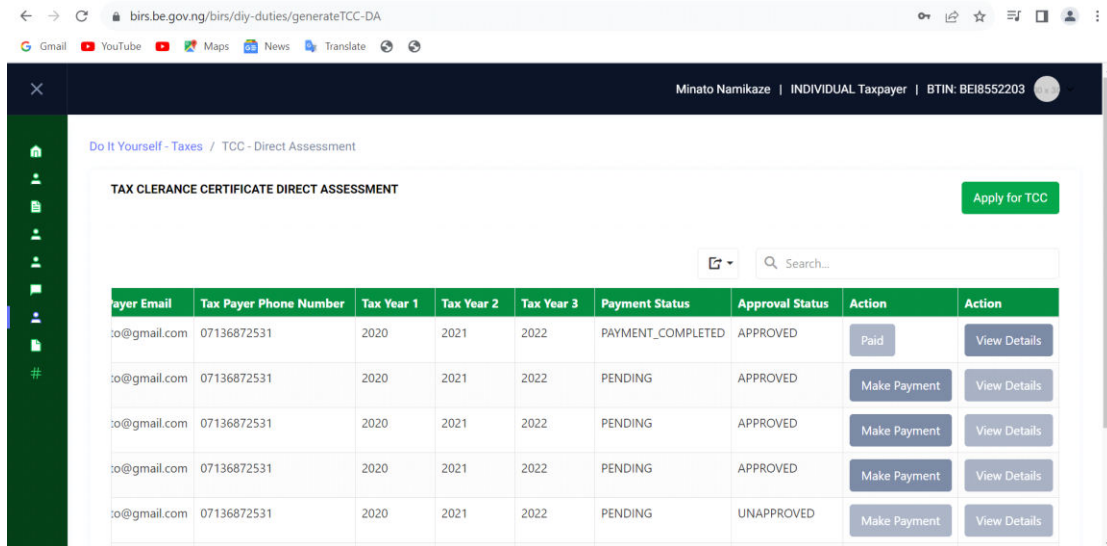 birs.be.gov.ng/birs/diy-duties/generateTCC-DA
Gmail YouTube Maps News Translate
Minato Namikaze | INDIVIDUAL Taxpayer | BTIN: BEI8552203
Do It Yourself - Taxes / TCC - Direct Assessment
TAX CLERANCE CERTIFICATE DIRECT ASSESSMENT
Apply for TCC
Search...
ayer Email Tax Payer Phone Number Tax Year 1 Tax Year 2 Tax Year 3 Payment Status Approval Status Action Action
to@gmail.com 07136872531 2020 2021 2022 PAYMENT_COMPLETED APPROVED Paid View Details
to@gmail.com 07136872531 2020 2021 2022 PENDING APPROVED Make Payment View Details
to@gmail.com 07136872531 2020 2021 2022 PENDING APPROVED Make Payment View Details
to@gmail.com 07136872531 2020 2021 2022 PENDING APPROVED Make Payment View Details
to@gmail.com 07136872531 2020 2021 2022 PENDING UNAPPROVED Make Payment View Details